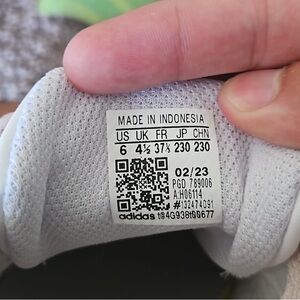 MADE IN INDONESIA
US UK FR JP CHN
6 4½ 37⅓ 230 230
02/23
PGD 789006
A:H06114
#132474091
adidas t84G938t00677